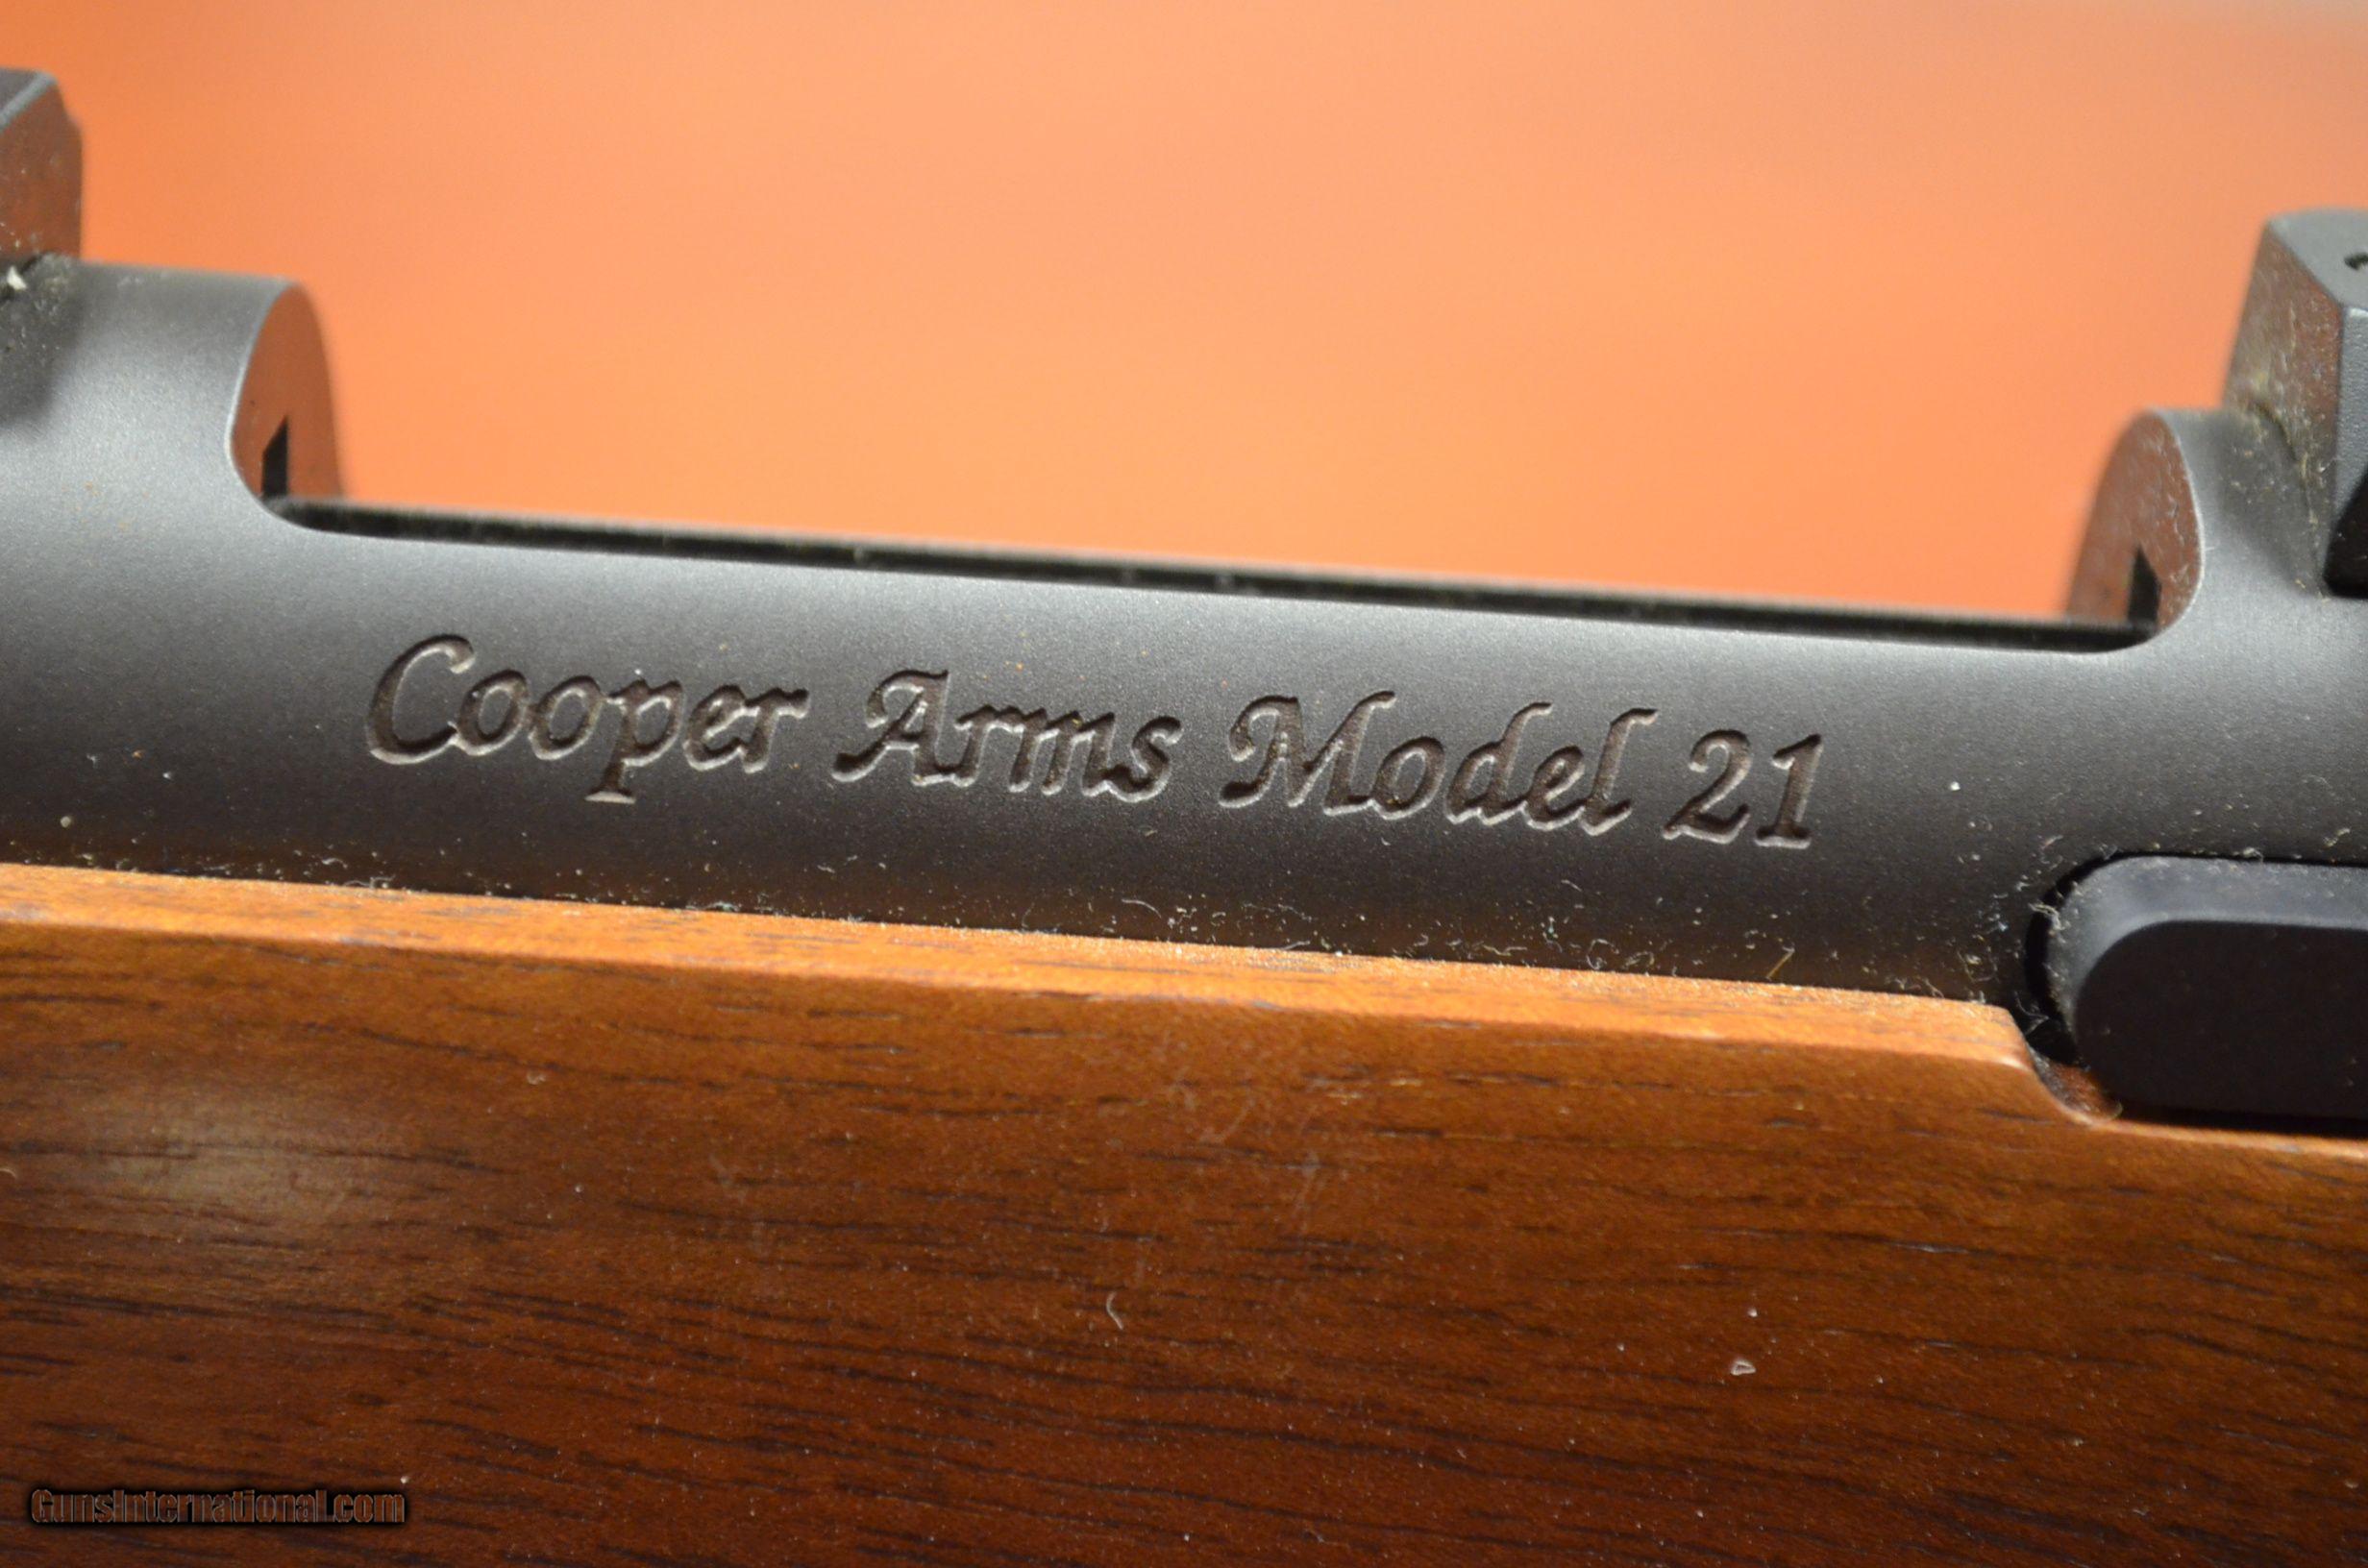 Cooper Arms Model 21
GunsInternational.com